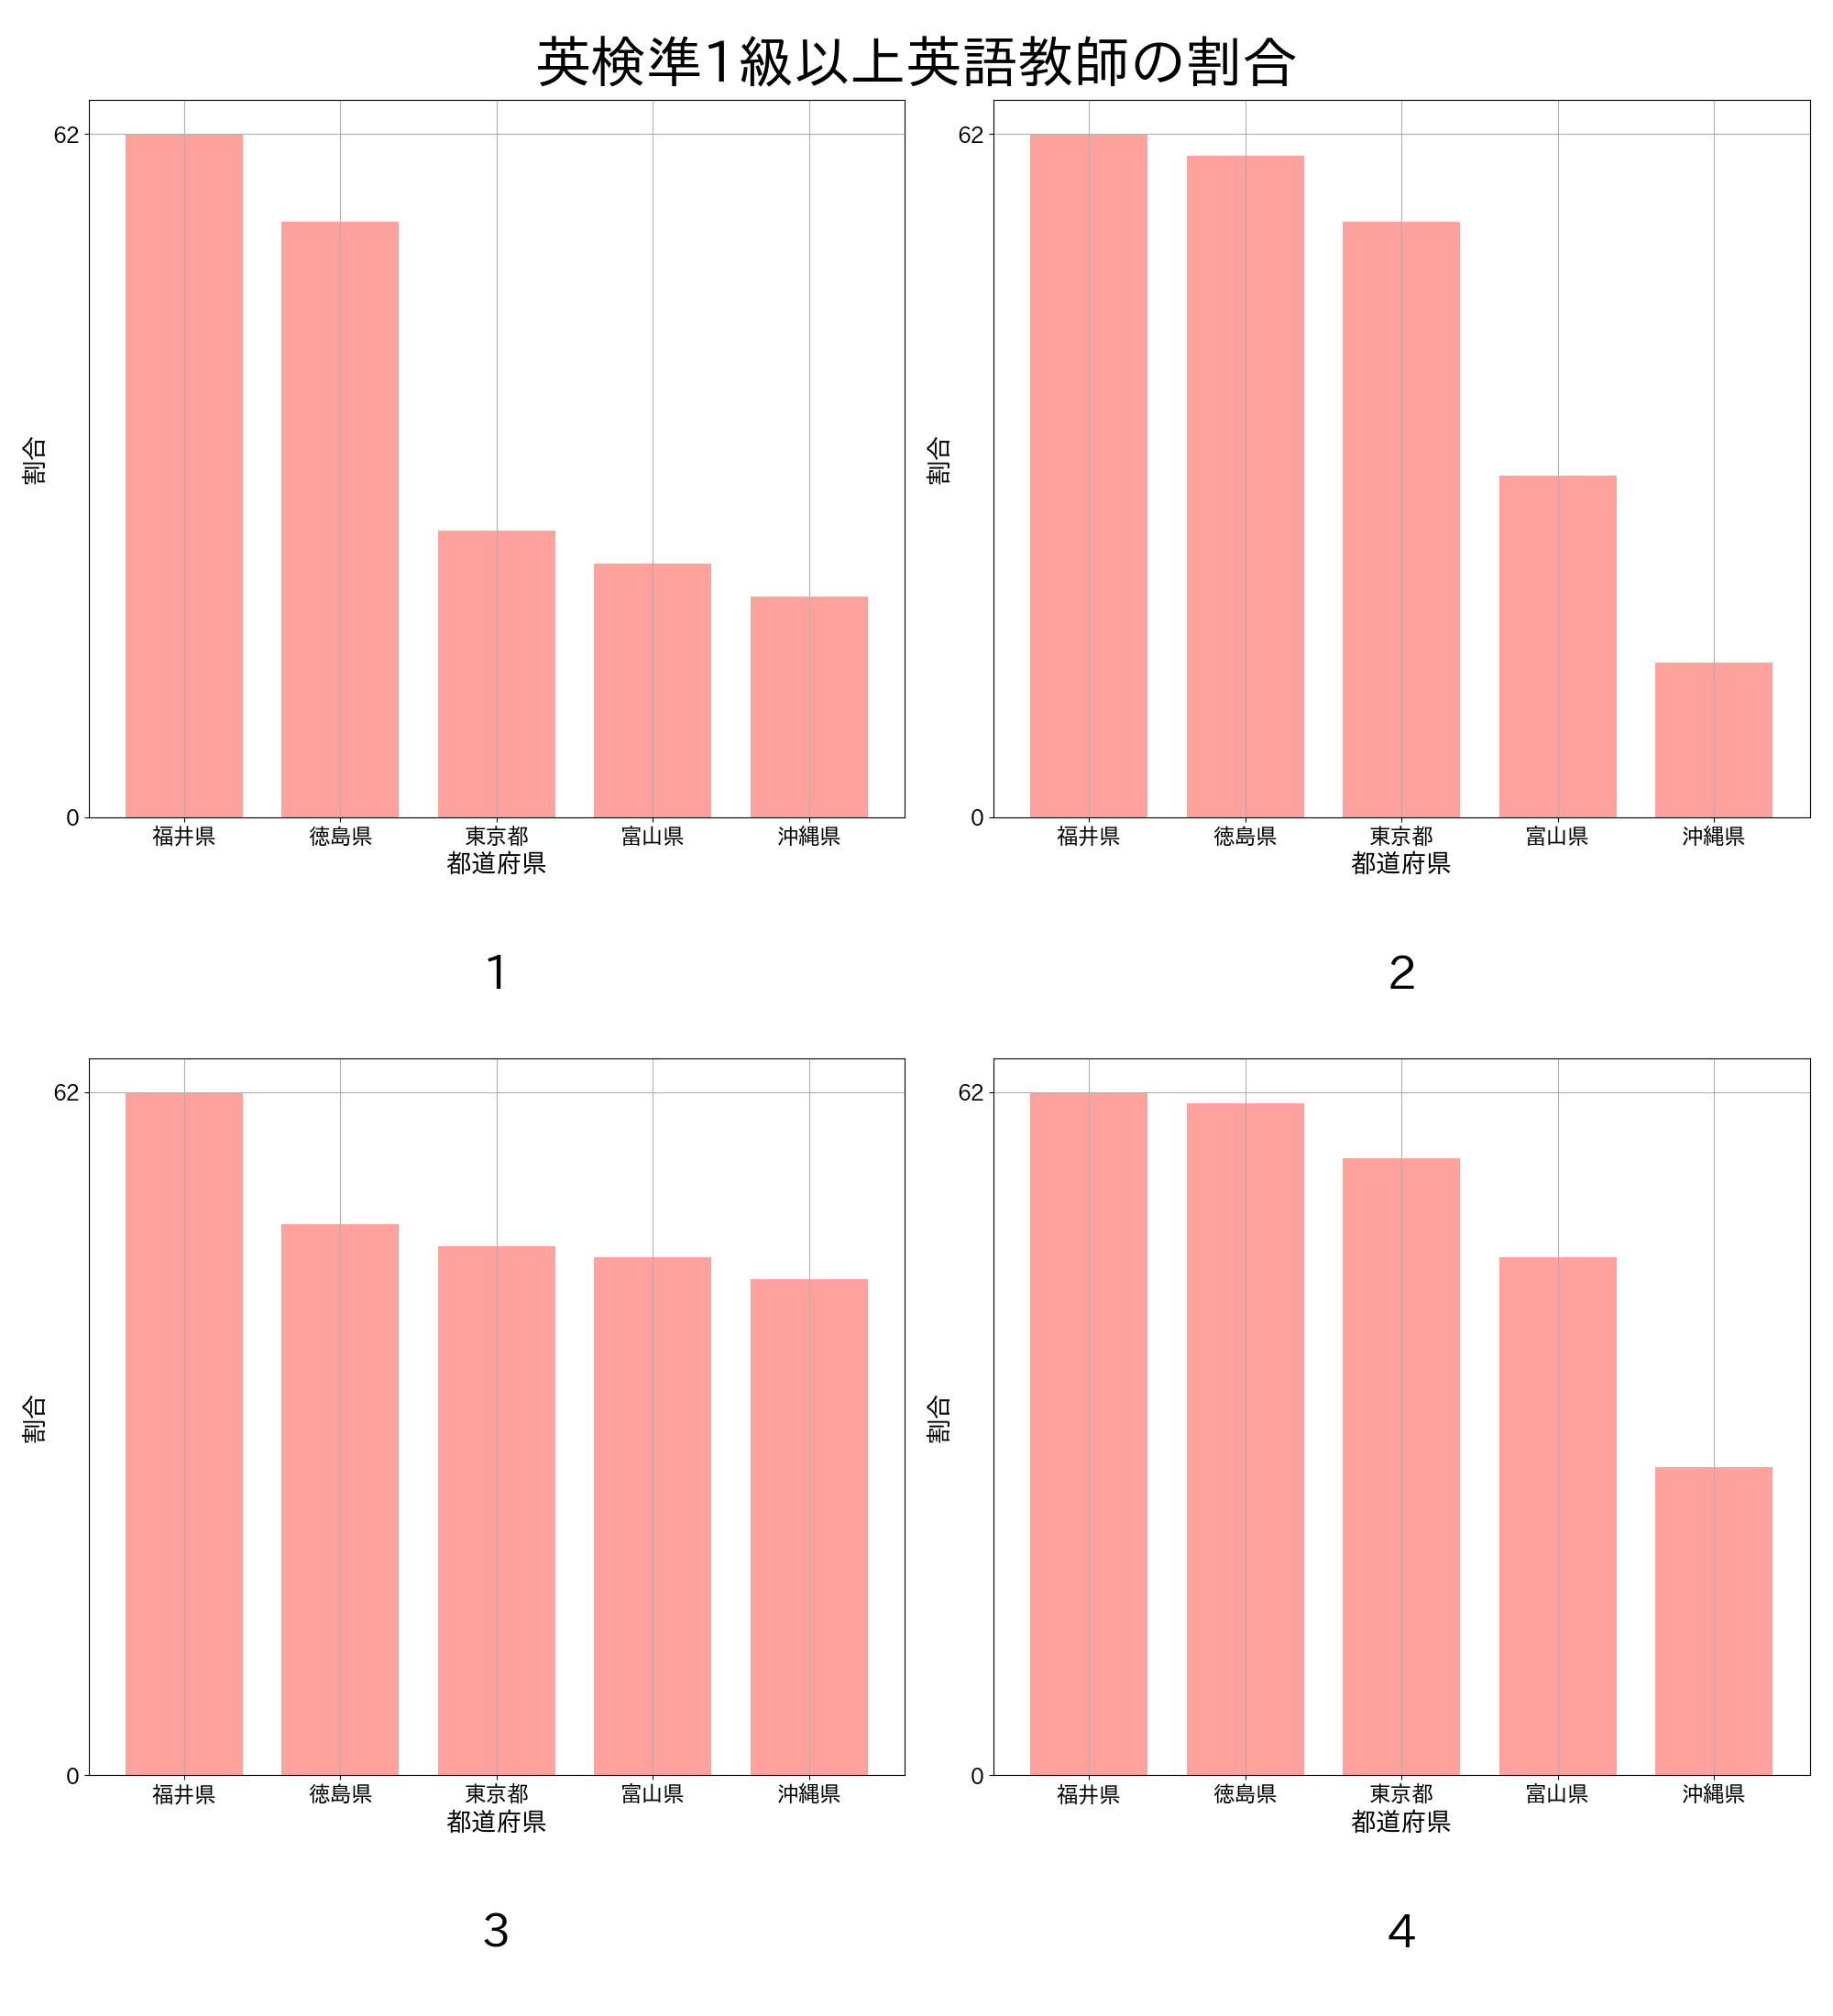 英検準1級以上英語教師の割合
62
割合
0
福井県 徳島県 東京都 富山県 沖縄県
都道府県
1
62
割合
0
福井県 徳島県 東京都 富山県 沖縄県
都道府県
2
62
割合
0
福井県 徳島県 東京都 富山県 沖縄県
都道府県
3
62
割合
0
福井県 徳島県 東京都 富山県 沖縄県
都道府県
4